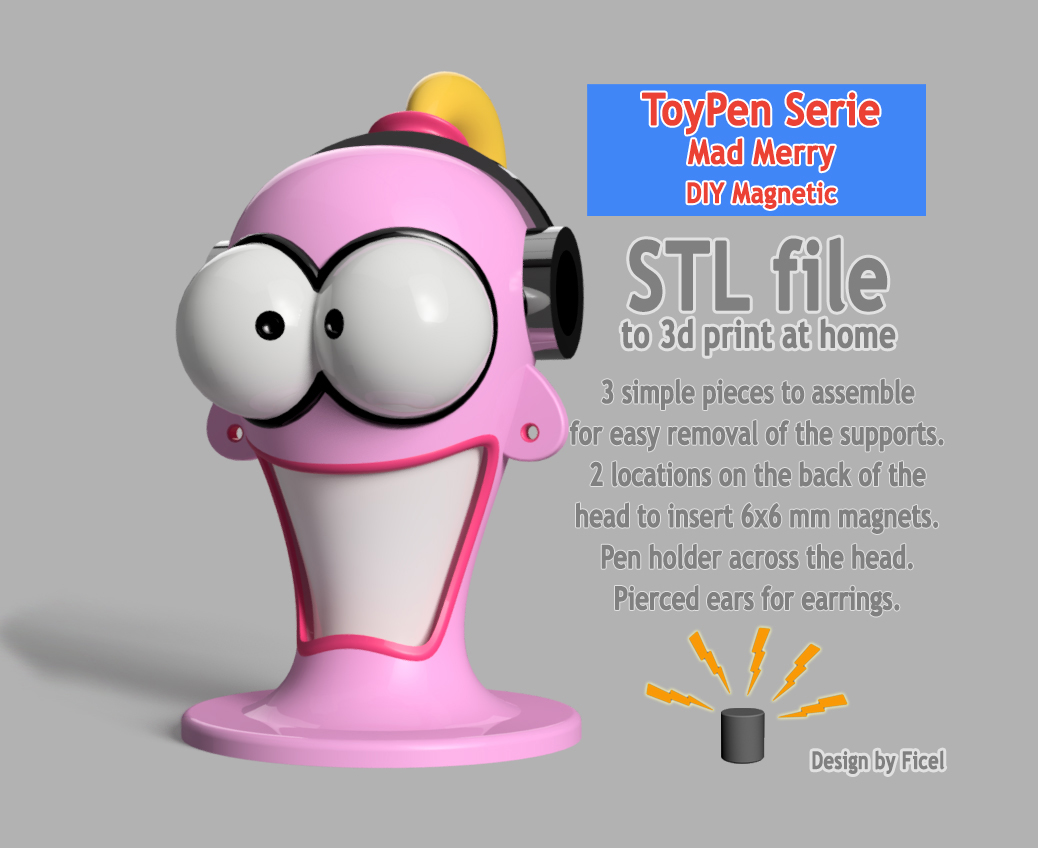 ToyPen Serie
Mad Merry
DIY Magnetic
STL file
to 3d print at home
3 simple pieces to assemble
for easy removal of the supports.
2 locations on the back of the
head to insert 6x6 mm magnets.
Pen holder across the head.
Pierced ears for earrings.
Design by Ficel